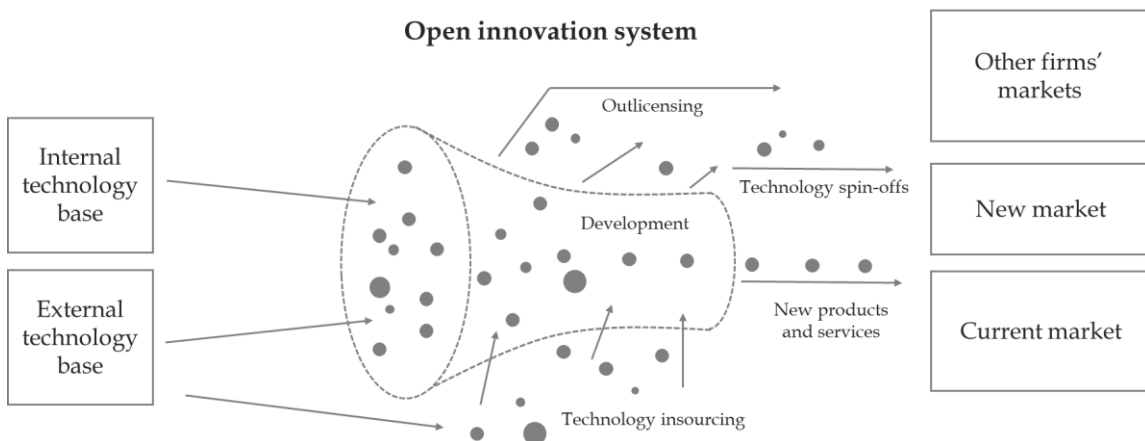 Open innovation system
Other firms’
markets
Outlicensing
Internal
technology
base
Technology spin-offs
New market
Development
External
technology
base
New products
and services
Current market
Technology insourcing